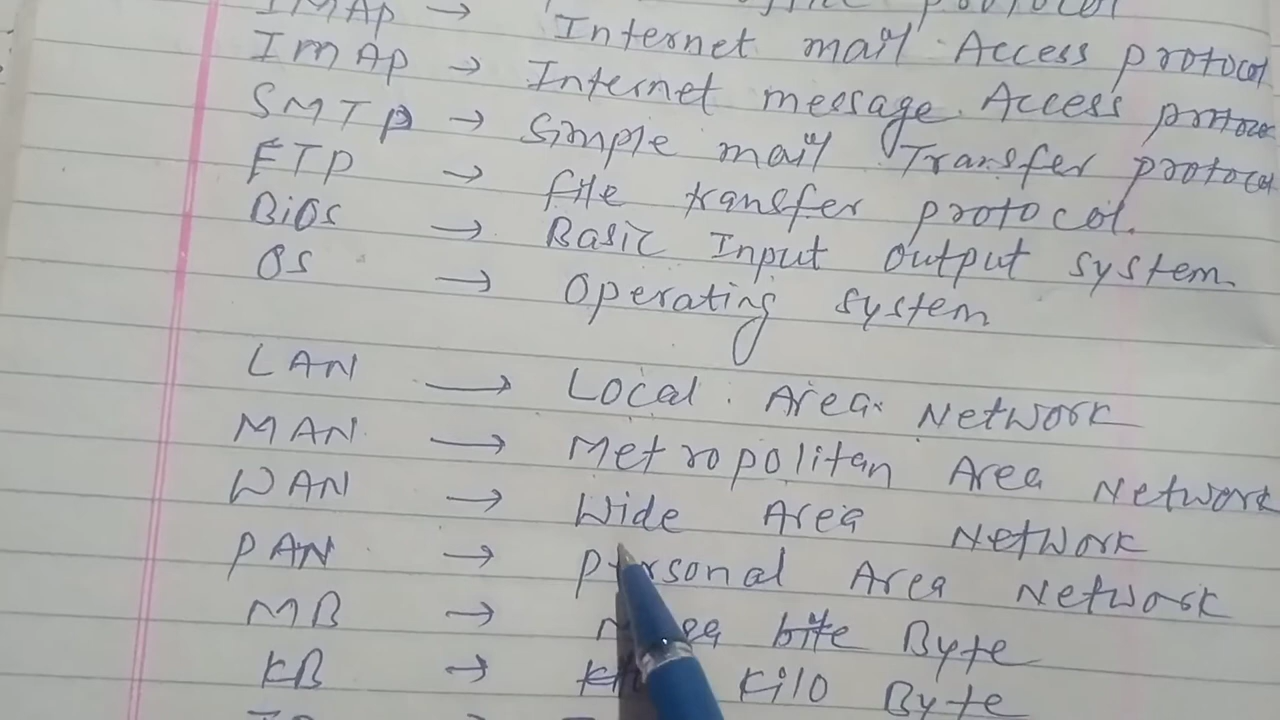 IMAP → protocol
IMAP → Internet mail Access protocol
SMTP → Internet message Access
FTP → Simple mail Transfer protocol
BiOS → file transfer protocol.
OS → Basic Input output system.
Operating system
LAN → Local Area Network
MAN → Metropolitan Area Network
WAN → Wide Area Network
PAN → Personal Area Network
MB → bite Byte
KB → Kilo Byte